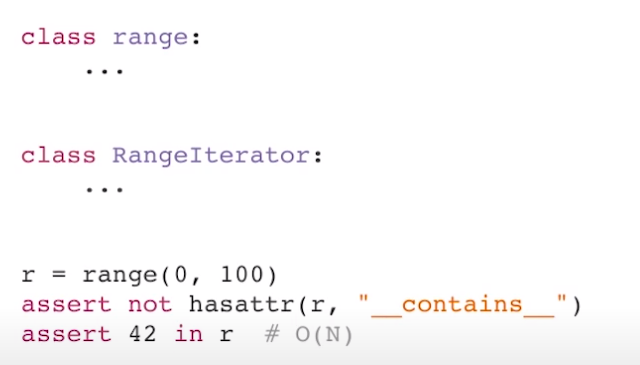 class range:
    ...
class RangeIterator:
    ...
r = range(0, 100)
assert not hasattr(r, "__contains__")
assert 42 in r  # O(N)